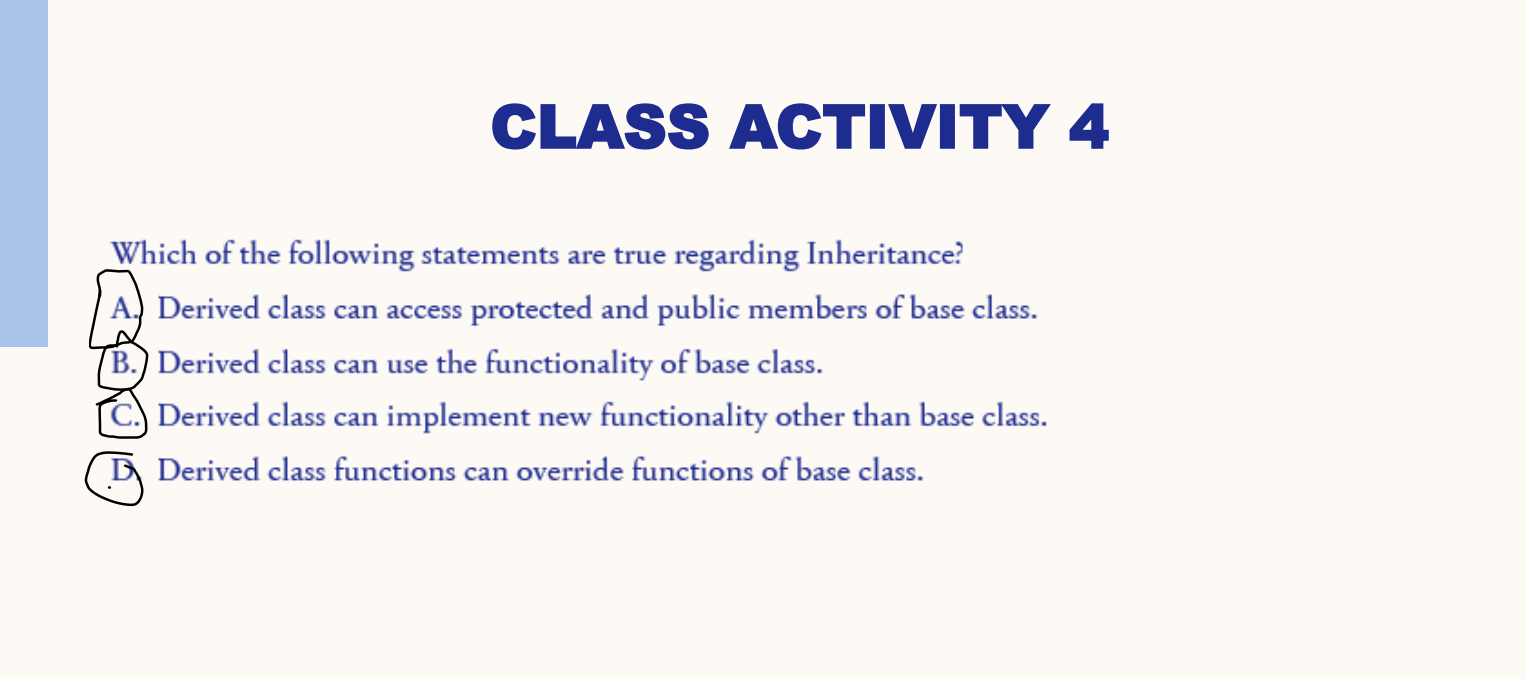 CLASS ACTIVITY 4
Which of the following statements are true regarding Inheritance?
A. Derived class can access protected and public members of base class.
B. Derived class can use the functionality of base class.
C. Derived class can implement new functionality other than base class.
D. Derived class functions can override functions of base class.